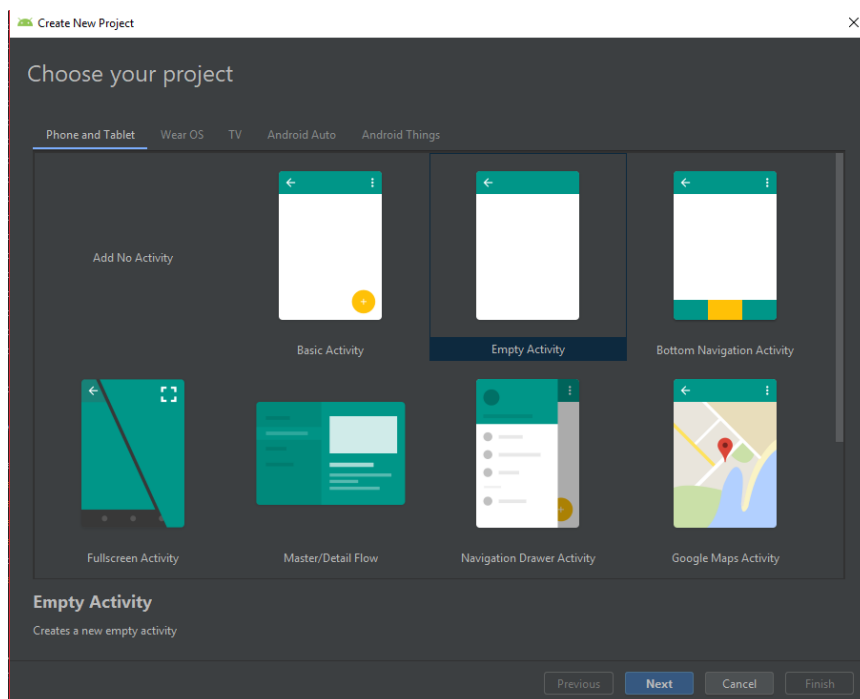 Create New Project
Choose your project
Phone and Tablet Wear OS TV Android Auto Android Things
Add No Activity
Basic Activity Empty Activity Bottom Navigation Activity
Fullscreen Activity Master/Detail Flow Navigation Drawer Activity Google Maps Activity
Empty Activity
Creates a new empty activity
Previous Next Cancel Finish